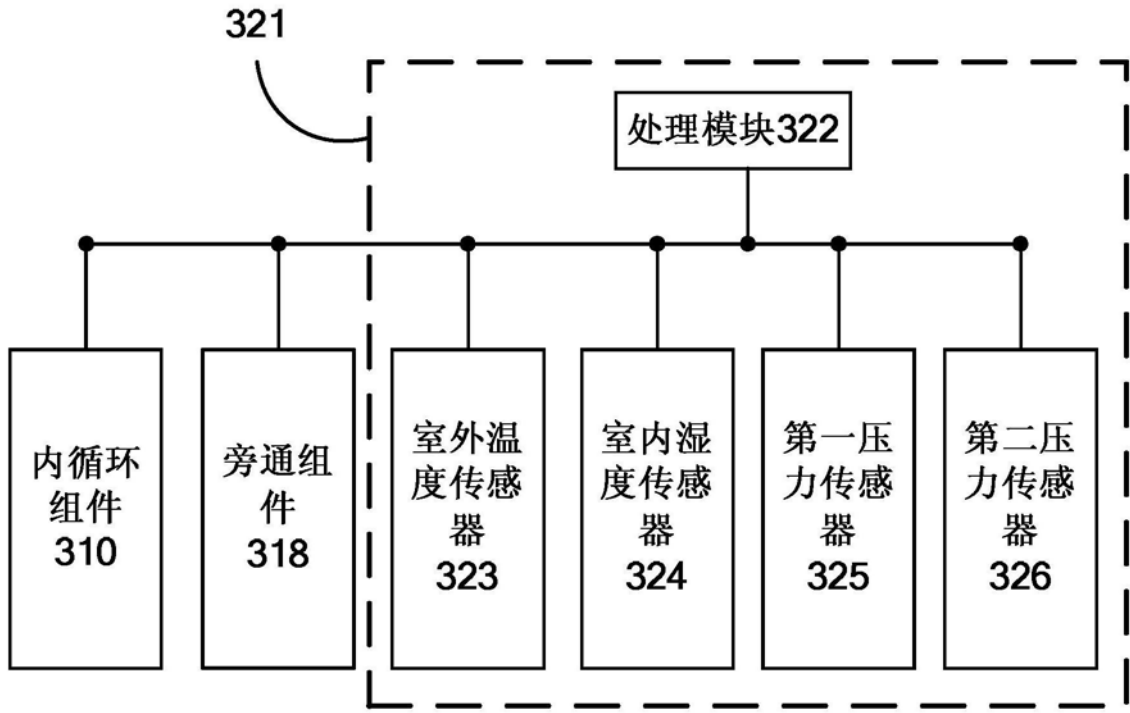 321
处理模块322
内循环
组件
310
旁通组
件
318
室外温
度传感
器
323
室内湿
度传感
器
324
第一压
力传感
器
325
第二压
力传感
器
326